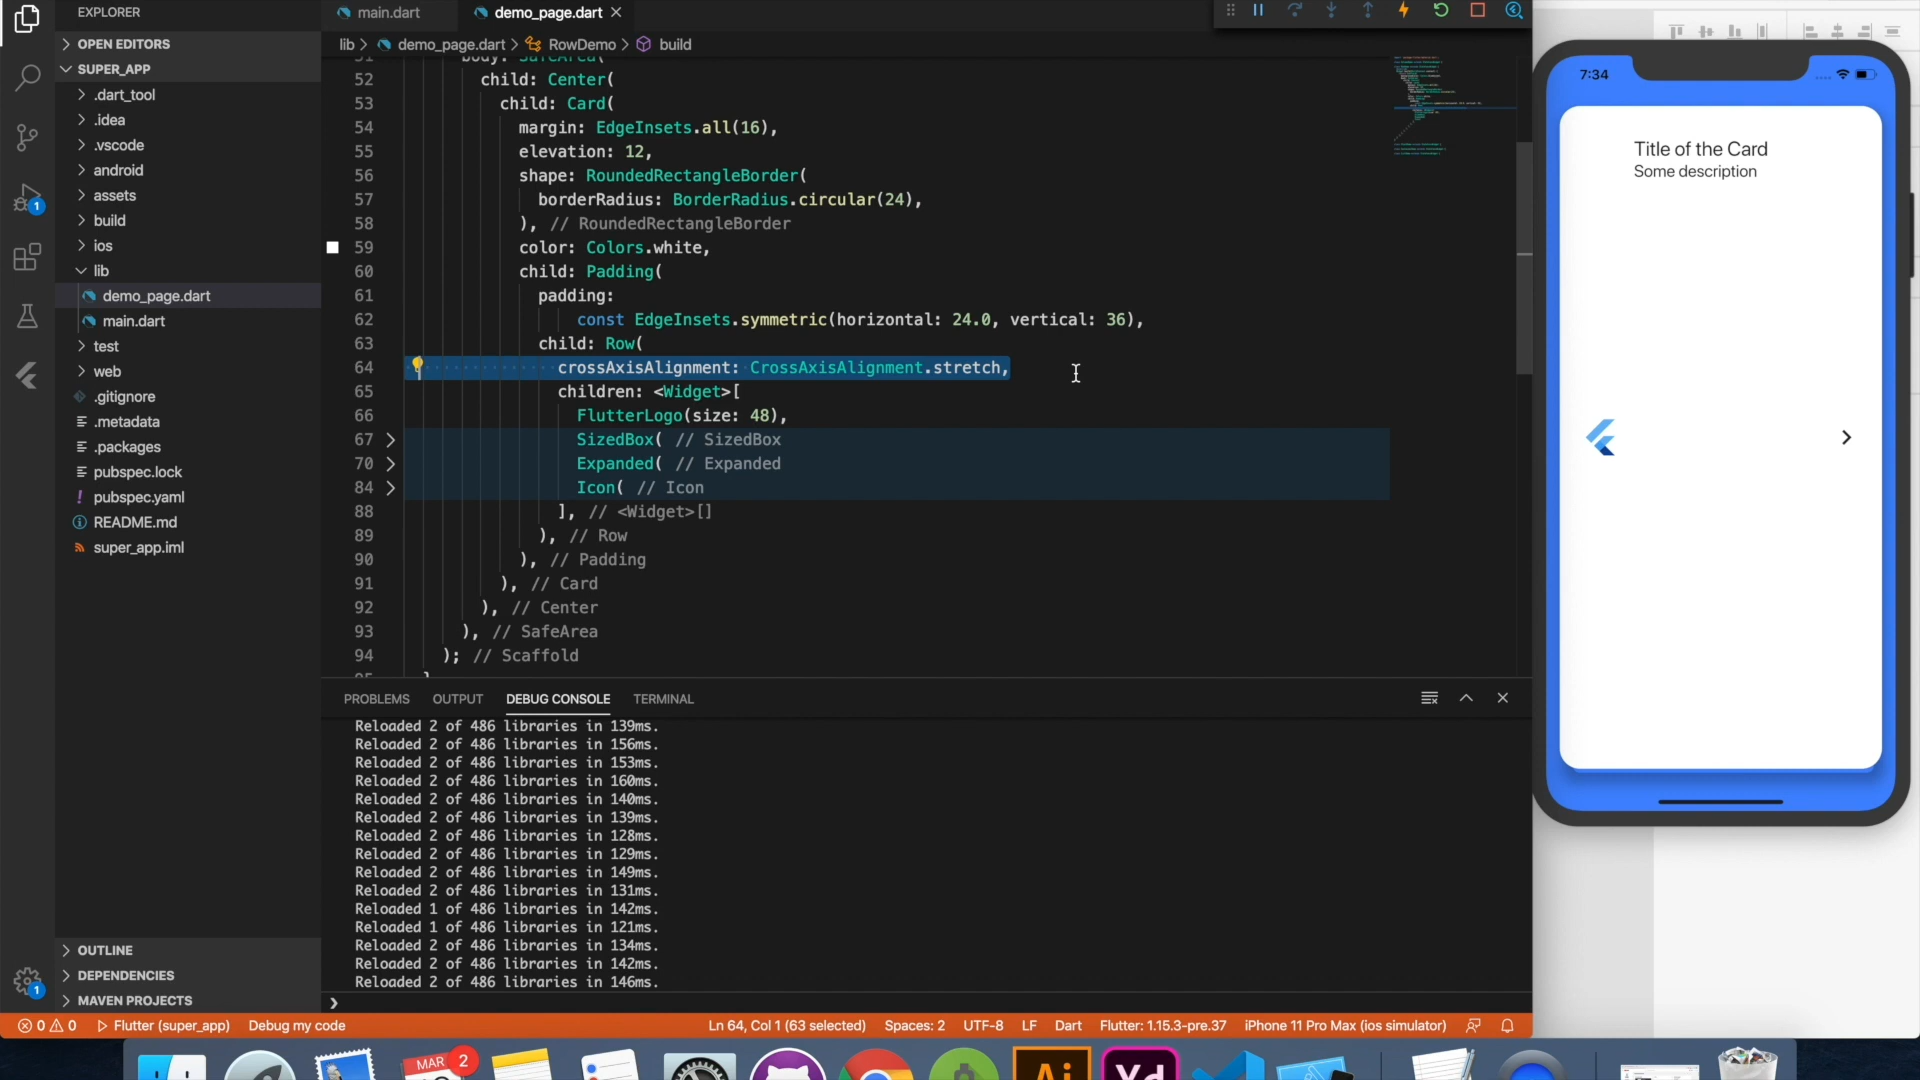 EXPLORER
OPEN EDITORS
SUPER_APP
.dart_tool
.idea
.vscode
android
assets
build
ios
lib
demo_page.dart
main.dart
test
web
.gitignore
.metadata
.packages
pubspec.lock
pubspec.yaml
README.md
super_app.iml
OUTLINE
DEPENDENCIES
MAVEN PROJECTS
1
1
main.dart
demo_page.dart
lib > demo_page.dart > RowDemo > build
51 body: SafeArea(
52 child: Center(
53 child: Card(
54 margin: EdgeInsets.all(16),
55 elevation: 12,
56 shape: RoundedRectangleBorder(
57 borderRadius: BorderRadius.circular(24),
58 ), // RoundedRectangleBorder
59 color: Colors.white,
60 child: Padding(
61 padding:
62 const EdgeInsets.symmetric(horizontal: 24.0, vertical: 36),
63 child: Row(
64 crossAxisAlignment: CrossAxisAlignment.stretch,
65 children: <Widget>[
66 FlutterLogo(size: 48),
67 SizedBox( // SizedBox
70 Expanded( // Expanded
84 Icon( // Icon
88 ], // <Widget>[]
89 ), // Row
90 ), // Padding
91 ), // Card
92 ), // Center
93 ), // SafeArea
94 ); // Scaffold
95 }
PROBLEMS OUTPUT DEBUG CONSOLE TERMINAL
Reloaded 2 of 486 libraries in 139ms.
Reloaded 2 of 486 libraries in 156ms.
Reloaded 2 of 486 libraries in 153ms.
Reloaded 2 of 486 libraries in 160ms.
Reloaded 2 of 486 libraries in 140ms.
Reloaded 2 of 486 libraries in 139ms.
Reloaded 2 of 486 libraries in 128ms.
Reloaded 2 of 486 libraries in 129ms.
Reloaded 2 of 486 libraries in 149ms.
Reloaded 2 of 486 libraries in 131ms.
Reloaded 1 of 486 libraries in 142ms.
Reloaded 1 of 486 libraries in 121ms.
Reloaded 2 of 486 libraries in 134ms.
Reloaded 2 of 486 libraries in 142ms.
Reloaded 2 of 486 libraries in 146ms.
0 0 Flutter (super_app) Debug my code Ln 64, Col 1 (63 selected) Spaces: 2 UTF-8 LF Dart Flutter: 1.15.3-pre.37 iPhone 11 Pro Max (ios simulator)
7:34
Title of the Card
Some description
MAR 2
Ai
Xd